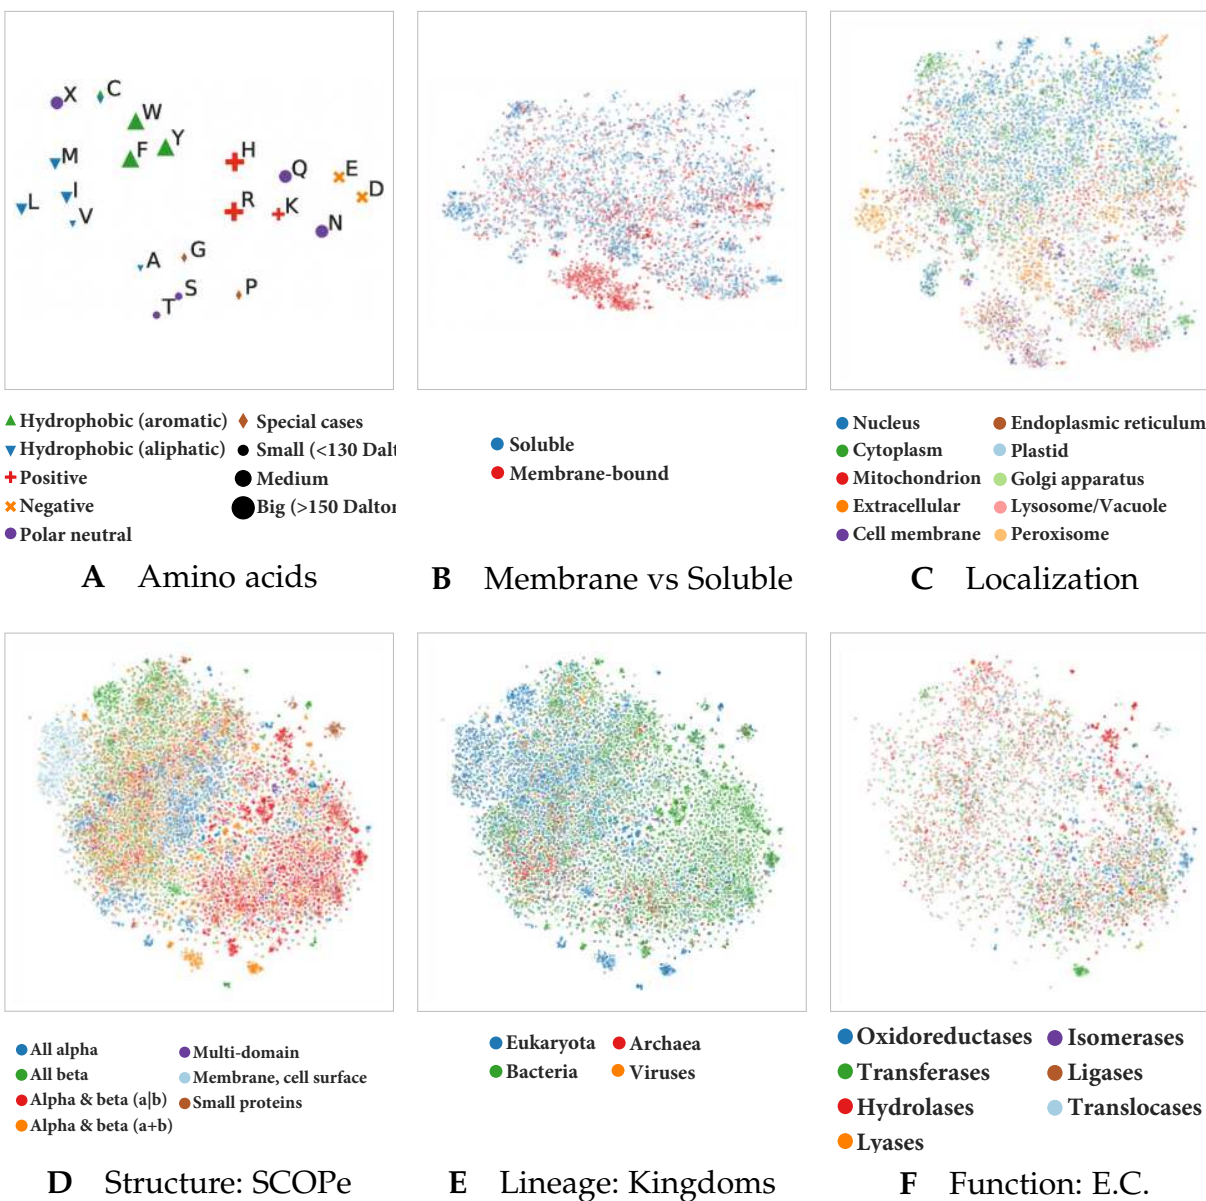 X
C
W
M
F
Y
H
Q
E
D
L
I
V
R
K
N
A
G
S
T
P
Hydrophobic (aromatic)
Hydrophobic (aliphatic)
Positive
Negative
Polar neutral
Special cases
Small (<130 Dalt
Medium
Big (>150 Dalton
A Amino acids
Soluble
Membrane-bound
B Membrane vs Soluble
Nucleus
Cytoplasm
Mitochondrion
Extracellular
Cell membrane
Endoplasmic reticulum
Plastid
Golgi apparatus
Lysosome/Vacuole
Peroxisome
C Localization
All alpha
All beta
Alpha & beta (a|b)
Alpha & beta (a+b)
Multi-domain
Membrane, cell surface
Small proteins
D Structure: SCOPe
Eukaryota
Bacteria
Archaea
Viruses
E Lineage: Kingdoms
Oxidoreductases
Transferases
Hydrolases
Lyases
Isomerases
Ligases
Translocases
F Function: E.C.